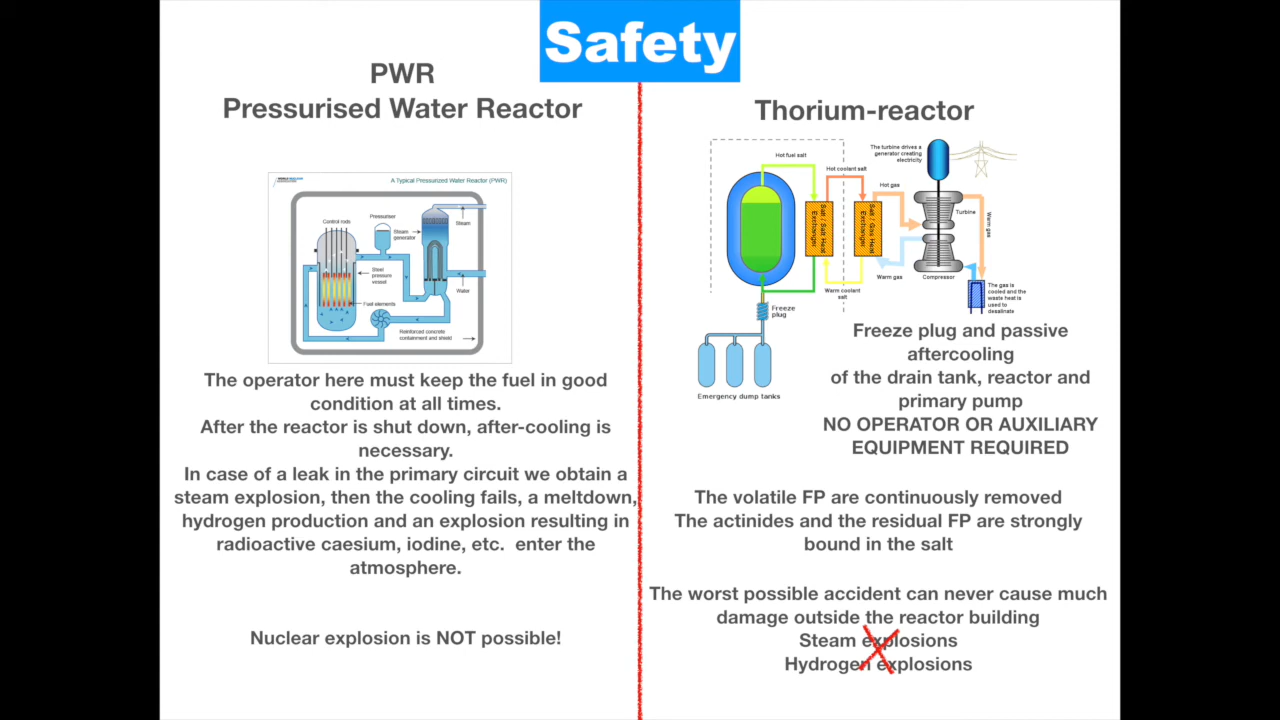 Safety
PWR
Pressurised Water Reactor
A Typical Pressurized Water Reactor (PWR)
Control rods
Pressuriser
Steam
generator
Steam
Steel
pressure
vessel
Water
Fuel elements
Reinforced concrete
containment and shield
The operator here must keep the fuel in good
condition at all times.
After the reactor is shut down, after-cooling is
necessary.
In case of a leak in the primary circuit we obtain a
steam explosion, then the cooling fails, a meltdown,
hydrogen production and an explosion resulting in
radioactive caesium, iodine, etc. enter the
atmosphere.
Nuclear explosion is NOT possible!
Thorium-reactor
Hot fuel salt
Hot coolant salt
The turbine drives a
generator creating
electricity
Hot gas
Salt / Salt Heat
Exchanger
Salt / Gas Heat
Exchanger
Turbine
Warm gas
Warm coolant
salt
Warm gas
Compressor
The gas is
cooled and the
waste heat is
used to
desalinate
Freeze
plug
Emergency dump tanks
Freeze plug and passive
aftercooling
of the drain tank, reactor and
primary pump
NO OPERATOR OR AUXILIARY
EQUIPMENT REQUIRED
The volatile FP are continuously removed
The actinides and the residual FP are strongly
bound in the salt
The worst possible accident can never cause much
damage outside the reactor building
Steam explosions
Hydrogen explosions